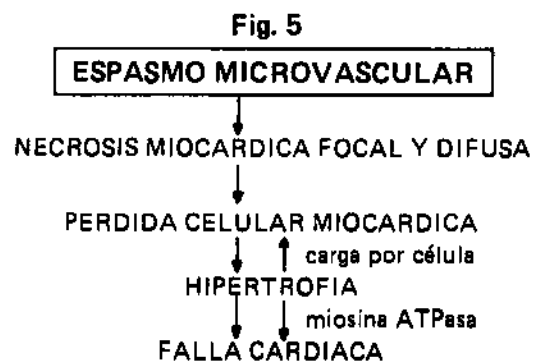 Fig. 5
ESPASMO MICROVASCULAR
NECROSIS MIOCARDICA FOCAL Y DIFUSA
PERDIDA CELULAR MIOCARDICA
carga por célula
HIPERTROFIA
miosina ATPasa
FALLA CARDIACA